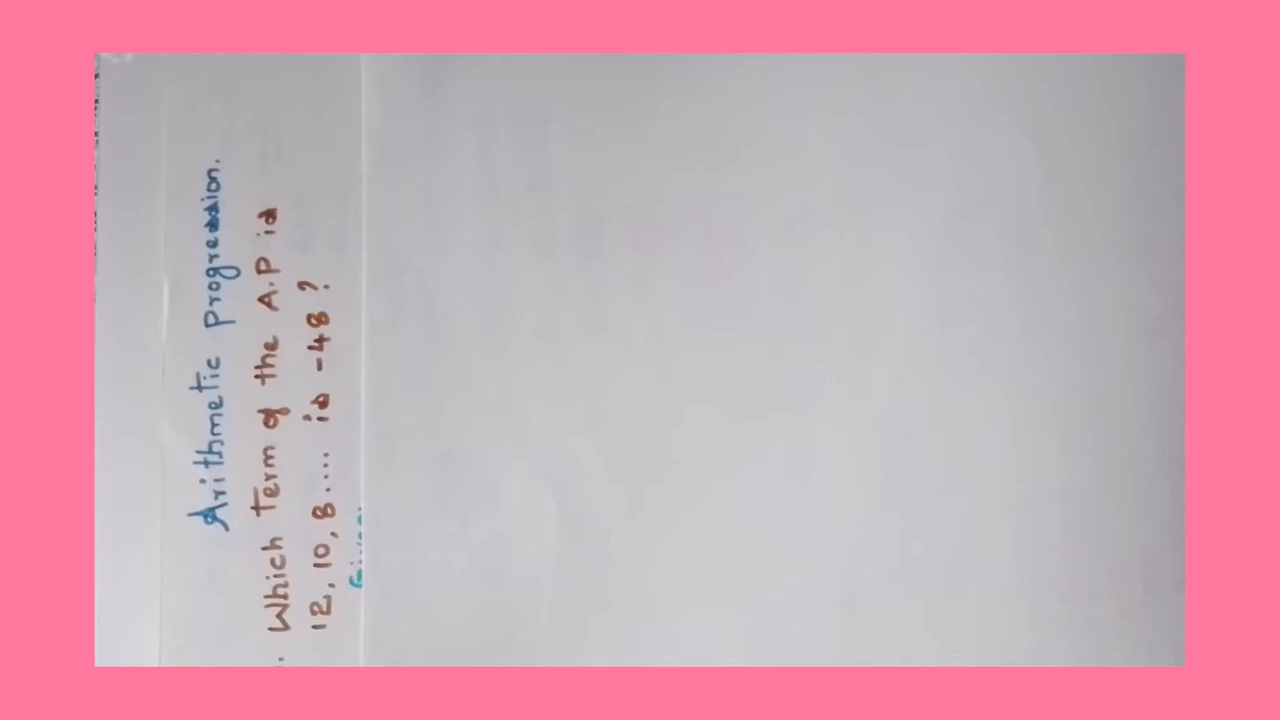 Arithmetic progression.
Which Term of the A.P is
12, 10, 8.... is -48?